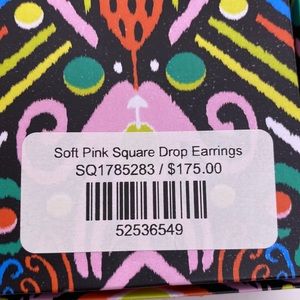 Soft Pink Square Drop Earrings
SQ1785283 / $175.00
52536549